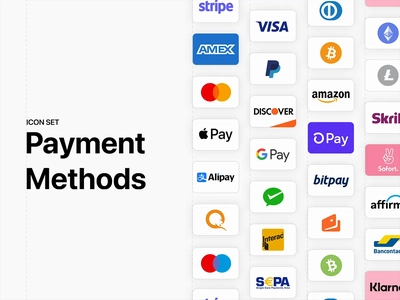 ICON SET
Payment
Methods
stripe
AMEX
Pay
Alipay
VISA
DISCOVER
G Pay
Interac
SEPA
amazon
Pay
bitpay
Skril
Sofort.
affirm
Bancontac
Klarna